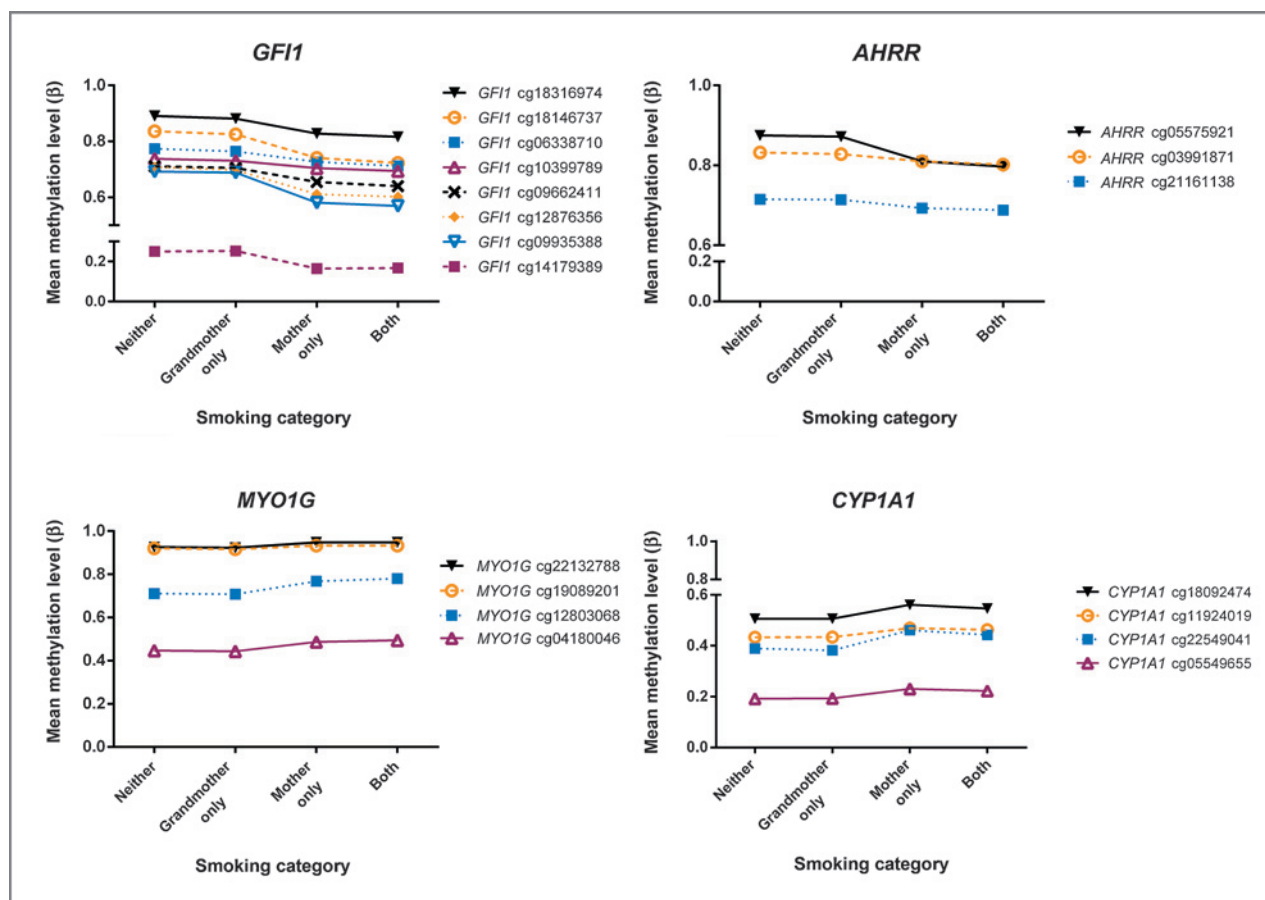 GFI1
Mean methylation level (β)
1.0
0.8
0.6
0.2
0.0
Neither
Grandmother
only
Mother
only
Both
Smoking category
GFI1 cg18316974
GFI1 cg18146737
GFI1 cg06338710
GFI1 cg10399789
GFI1 cg09662411
GFI1 cg12876356
GFI1 cg09935388
GFI1 cg14179389
AHRR
Mean methylation level (β)
1.0
0.8
0.6
0.2
0.0
Neither
Grandmother
only
Mother
only
Both
Smoking category
AHRR cg05575921
AHRR cg03991871
AHRR cg21161138
MYO1G
Mean methylation level (β)
1.0
0.8
0.6
0.4
0.2
0.0
Neither
Grandmother
only
Mother
only
Both
Smoking category
MYO1G cg22132788
MYO1G cg19089201
MYO1G cg12803068
MYO1G cg04180046
CYP1A1
Mean methylation level (β)
1.0
0.8
0.6
0.4
0.2
0.0
Neither
Grandmother
only
Mother
only
Both
Smoking category
CYP1A1 cg18092474
CYP1A1 cg11924019
CYP1A1 cg22549041
CYP1A1 cg05549655